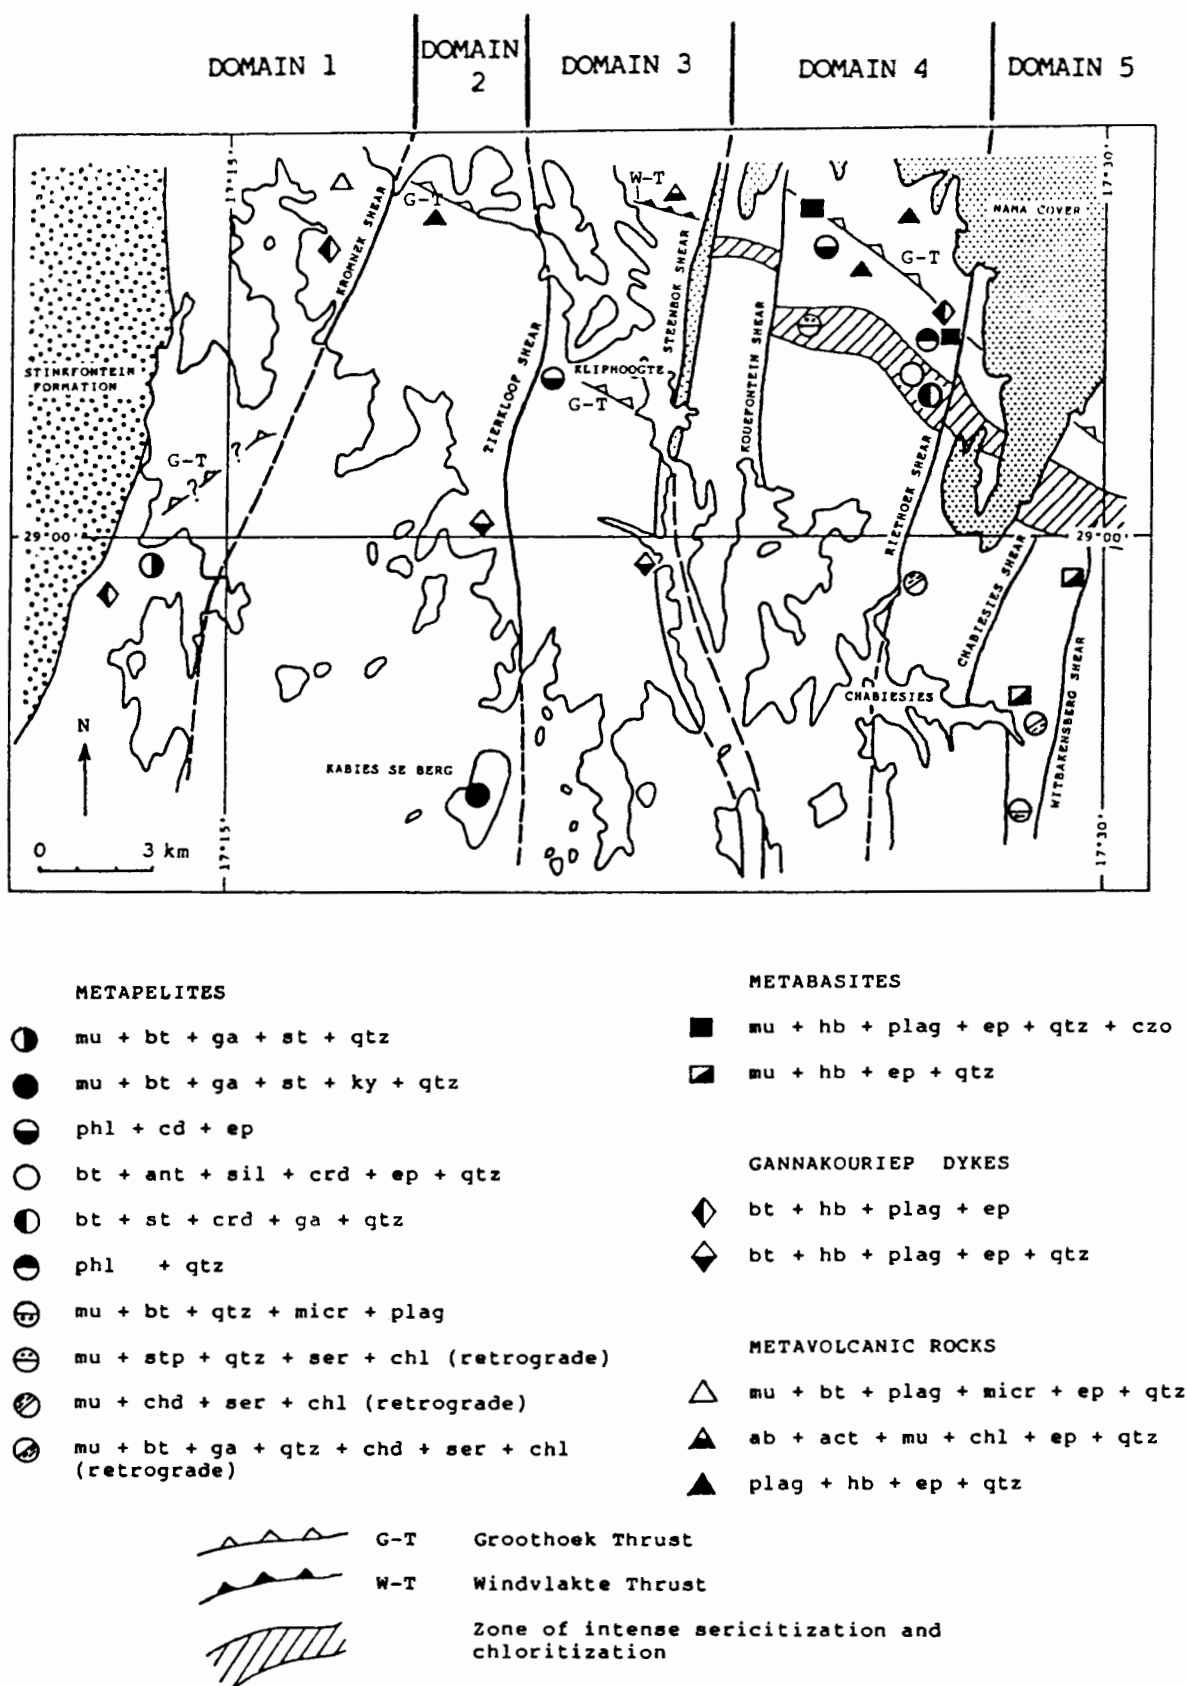 DOMAIN 1
DOMAIN
2
DOMAIN 3
DOMAIN 4
DOMAIN 5
17°15'
17°30'
G-T
W-T
NAMA COVER
KROMNEK SHEAR
STEENBOK SHEAR
G-T
KOUEFONTEIN SHEAR
TIERKLOOF SHEAR
STINKFONTEIN
FORMATION
KLIPHOOGTE
G-T
G-T
?
?
RIETHOEK SHEAR
29°00'
29°00'
CHABIESIES SHEAR
WITBAKENSBERG SHEAR
CHABIESIES
N
KABIES SE BERG
0 3 km
17°15'
17°30'
METAPELITES
mu + bt + ga + st + qtz
mu + bt + ga + st + ky + qtz
phl + cd + ep
bt + ant + sil + crd + ep + qtz
bt + st + crd + ga + qtz
phl + qtz
mu + bt + qtz + micr + plag
mu + stp + qtz + ser + chl (retrograde)
mu + chd + ser + chl (retrograde)
mu + bt + ga + qtz + chd + ser + chl
(retrograde)
METABASITES
mu + hb + plag + ep + qtz + czo
mu + hb + ep + qtz
GANNAKOURIEP DYKES
bt + hb + plag + ep
bt + hb + plag + ep + qtz
METAVOLCANIC ROCKS
mu + bt + plag + micr + ep + qtz
ab + act + mu + chl + ep + qtz
plag + hb + ep + qtz
G-T Groothoek Thrust
W-T Windvlakte Thrust
Zone of intense sericitization and
chloritization